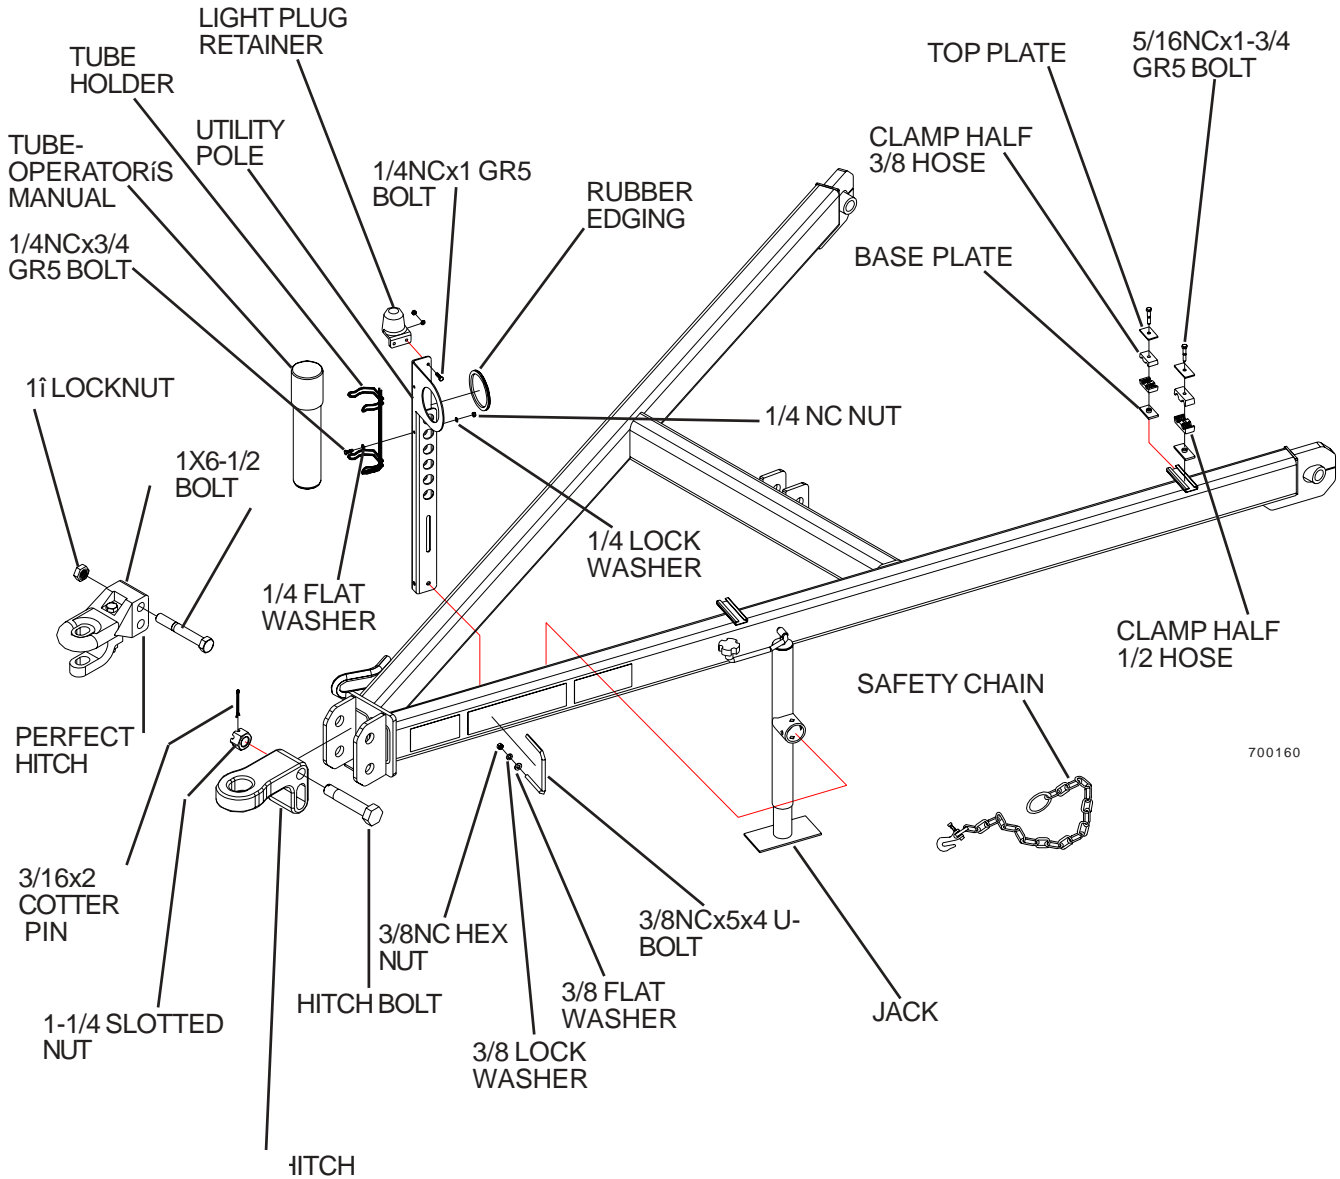 LIGHT PLUG
RETAINER
TUBE
HOLDER
UTILITY
POLE
TUBE-
OPERATORíS
MANUAL
1/4NCx3/4
GR5 BOLT
1/4NCx1 GR5
BOLT
RUBBER
EDGING
TOP PLATE
5/16NCx1-3/4
GR5 BOLT
CLAMP HALF
3/8 HOSE
BASE PLATE
1î LOCKNUT
1X6-1/2
BOLT
1/4 NC NUT
1/4 LOCK
WASHER
1/4 FLAT
WASHER
CLAMP HALF
1/2 HOSE
SAFETY CHAIN
PERFECT
HITCH
700160
3/16x2
COTTER
PIN
3/8NC HEX
NUT
3/8NCx5x4 U-
BOLT
HITCH BOLT
3/8 FLAT
WASHER
JACK
1-1/4 SLOTTED
NUT
3/8 LOCK
WASHER
HITCH